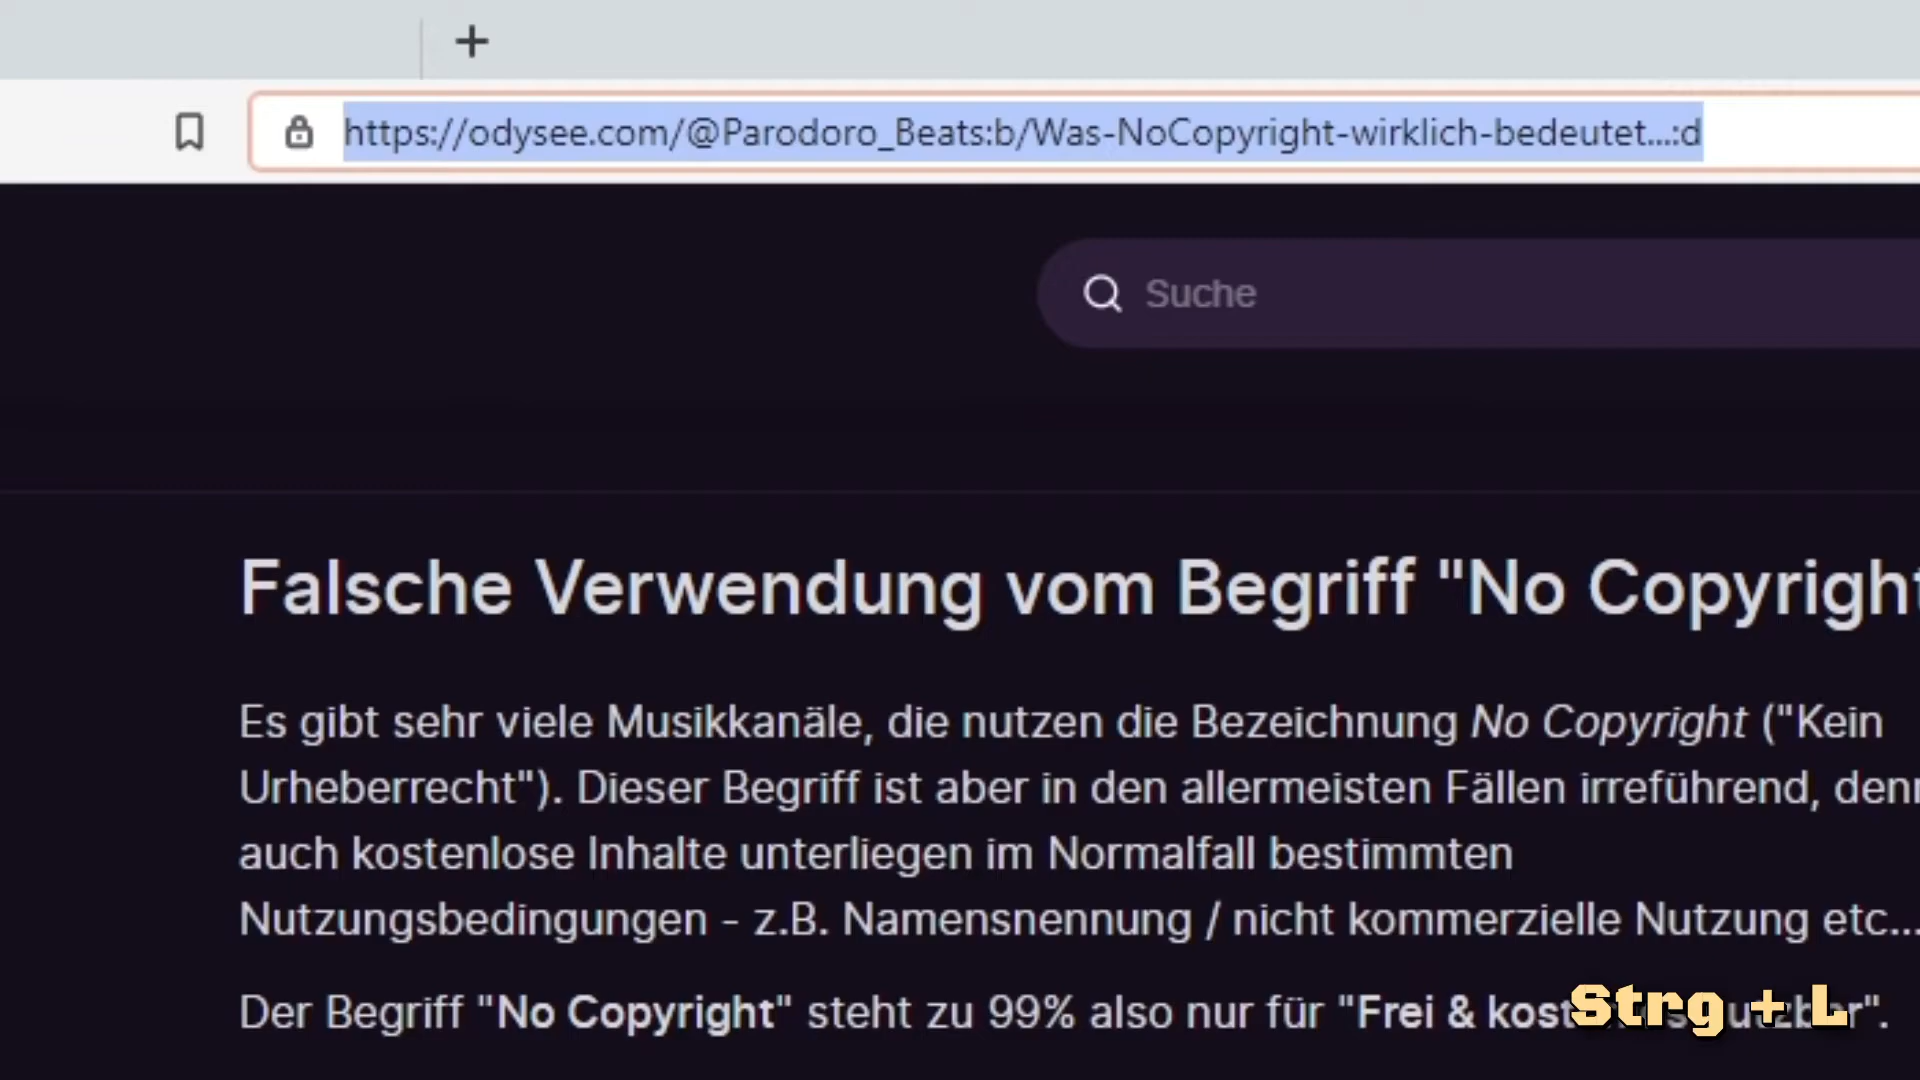 https://odysee.com/@Parodoro_Beats:b/Was-NoCopyright-wirklich-bedeutet...:d
Suche
Falsche Verwendung vom Begriff "No Copyright
Es gibt sehr viele Musikkanäle, die nutzen die Bezeichnung No Copyright ("Kein
Urheberrecht"). Dieser Begriff ist aber in den allermeisten Fällen irreführend, denn
auch kostenlose Inhalte unterliegen im Normalfall bestimmten
Nutzungsbedingungen - z.B. Namensnennung / nicht kommerzielle Nutzung etc...
Der Begriff "No Copyright" steht zu 99% also nur für "Frei &
Strg + L